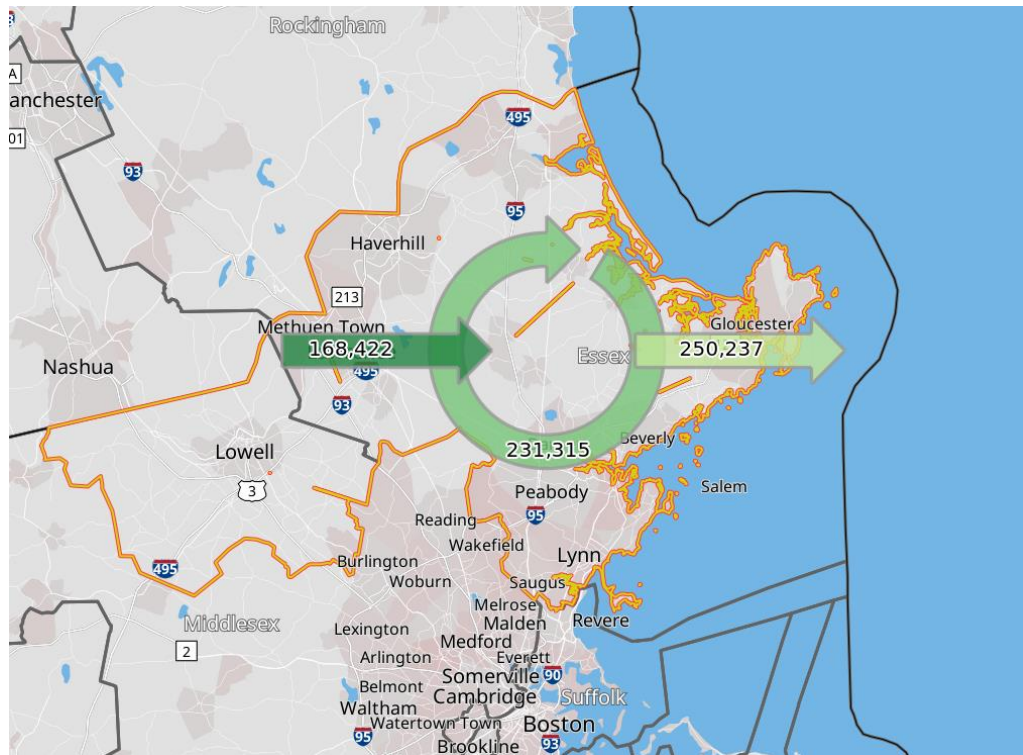 Rockingham
A
anchester
01
93
495
95
Haverhill
213
Methuen Town
168,422
495
Nashua
93
Essex
Gloucester
250,237
231,315
Beverly
Lowell
3
Peabody
Salem
95
Reading
Wakefield
Lynn
495
Burlington
Woburn
Saugus
Melrose
Middlesex
Malden
Revere
Lexington
Medford
2
Arlington
Everett
Somerville
90
Belmont
Cambridge
Suffolk
Waltham
Watertown Town
Boston
95
Brookline
93